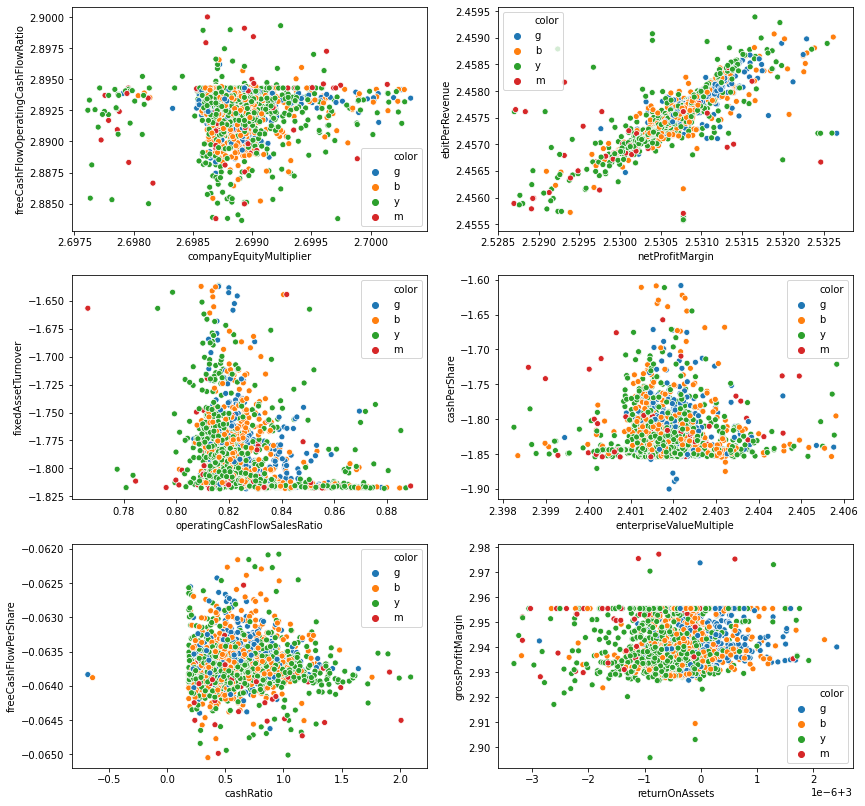 2.9000
2.8975
2.8950
2.8925
2.8900
2.8875
2.8850
freeCashFlowOperatingCashFlowRatio
2.6975 2.6980 2.6985 2.6990 2.6995 2.7000
companyEquityMultiplier
color
g
b
y
m
2.4595
2.4590
2.4585
2.4580
2.4575
2.4570
2.4565
2.4560
2.4555
ebitPerRevenue
2.5285 2.5290 2.5295 2.5300 2.5305 2.5310 2.5315 2.5320 2.5325
netProfitMargin
color
g
b
y
m
−1.650
−1.675
−1.700
−1.725
−1.750
−1.775
−1.800
−1.825
fixedAssetTurnover
0.78 0.80 0.82 0.84 0.86 0.88
operatingCashFlowSalesRatio
color
g
b
y
m
−1.60
−1.65
−1.70
−1.75
−1.80
−1.85
−1.90
cashPerShare
2.398 2.399 2.400 2.401 2.402 2.403 2.404 2.405 2.406
enterpriseValueMultiple
color
g
b
y
m
−0.0620
−0.0625
−0.0630
−0.0635
−0.0640
−0.0645
−0.0650
freeCashFlowPerShare
−0.5 0.0 0.5 1.0 1.5 2.0
cashRatio
color
g
b
y
m
2.98
2.97
2.96
2.95
2.94
2.93
2.92
2.91
2.90
grossProfitMargin
−3 −2 −1 0 1 2
1e−6+3
returnOnAssets
color
g
b
y
m